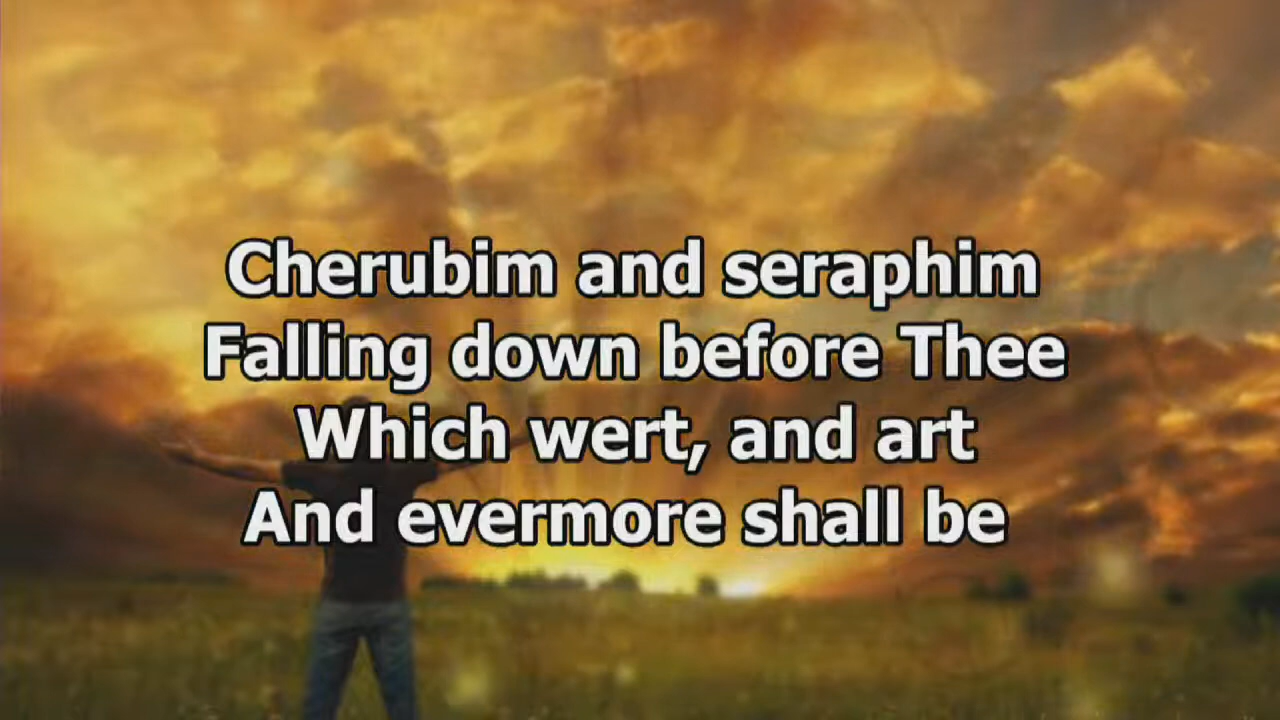 Cherubim and seraphim
Falling down before Thee
Which wert, and art
And evermore shall be